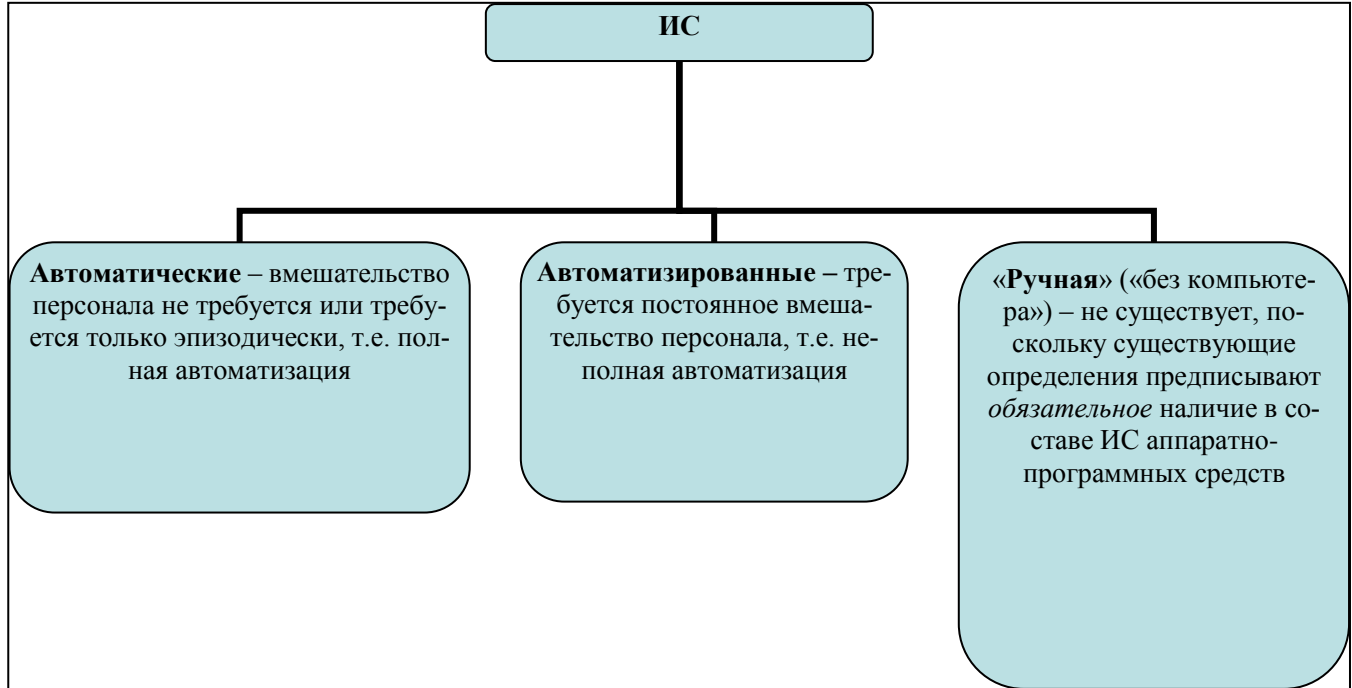 ИС
Автоматические – вмешательство
персонала не требуется или требу-
ется только эпизодически, т.е. пол-
ная автоматизация
Автоматизированные – тре-
буется постоянное вмеша-
тельство персонала, т.е. не-
полная автоматизация
«Ручная» («без компьюте-
ра») – не существует, по-
скольку существующие
определения предписывают
обязательное наличие в со-
ставе ИС аппаратно-
программных средств